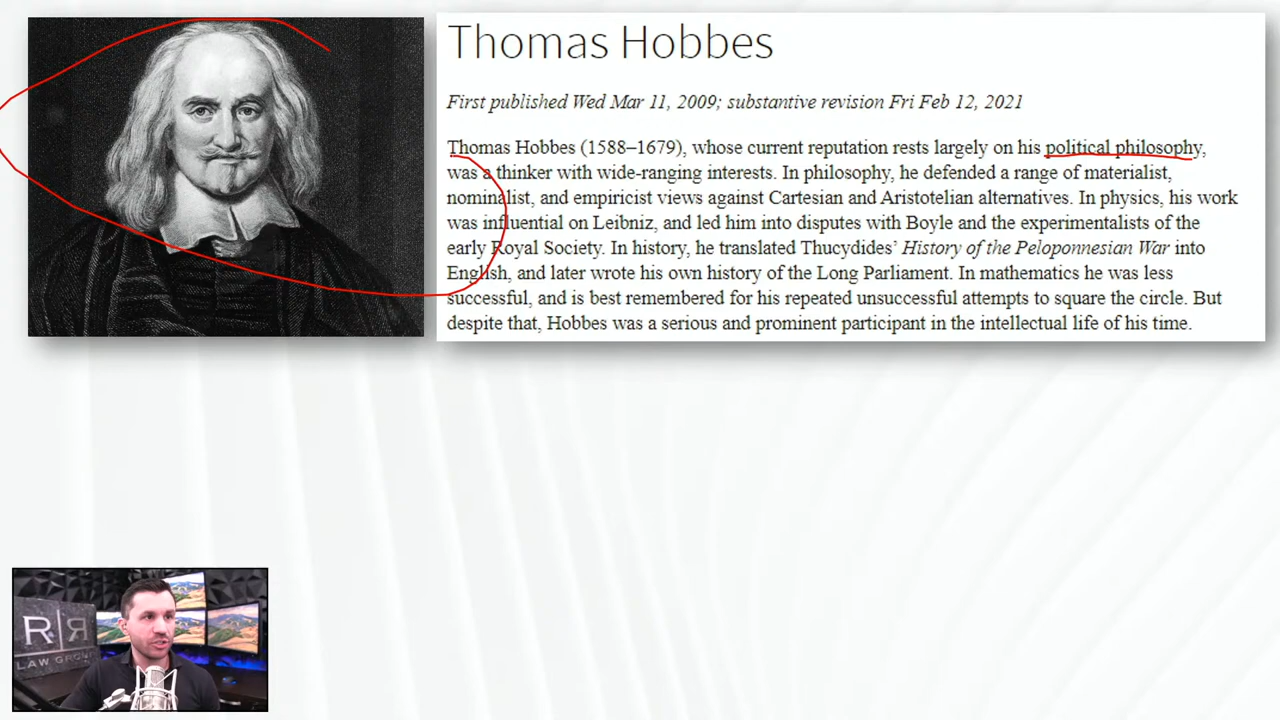 Thomas Hobbes
First published Wed Mar 11, 2009; substantive revision Fri Feb 12, 2021
Thomas Hobbes (1588–1679), whose current reputation rests largely on his political philosophy,
was a thinker with wide-ranging interests. In philosophy, he defended a range of materialist,
nominalist, and empiricist views against Cartesian and Aristotelian alternatives. In physics, his work
was influential on Leibniz, and led him into disputes with Boyle and the experimentalists of the
early Royal Society. In history, he translated Thucydides’ History of the Peloponnesian War into
English, and later wrote his own history of the Long Parliament. In mathematics he was less
successful, and is best remembered for his repeated unsuccessful attempts to square the circle. But
despite that, Hobbes was a serious and prominent participant in the intellectual life of his time.
R|R
LAW GROUP